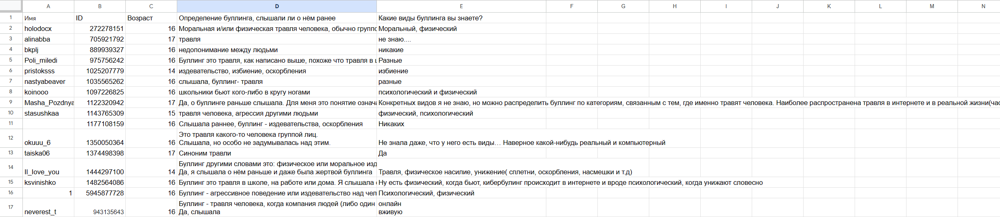 A B C D E F G H I J K L M N
1 Имя ID Возраст Определение буллинга, слышали ли о нём ранее Какие виды буллинга вы знаете?
2 holodocx 272278151 16 Моральная и/или физическая травля человека, обычно группо Моральный, физический
3 alinabba 705921792 17 травля не знаю....
4 bkplj 889939327 16 недопонимание между людьми никакие
5 Poli_miledi 975756242 16 Буллинг это травля, как написано выше, похоже что травля в Разные
6 pristoksss 1025207779 14 издевательство, избиение, оскорбления избиение
7 nastyabeaver 1035565262 16 слышала, буллинг- травля разные
8 koinooo 1097226825 16 школьники бьют кого-либо в кругу ногами психологический и физический
9 Masha_Pozdnya 1122320942 17 Да, о буллинге раньше слышала. Для меня это понятие означа Конкретных видов я не знаю, но можно распределить буллинг по категориям, связанным с тем, где именно травят человека. Наиболее распространена травля в интернете и в реальной жизни(час
10 stasushkaa 1143765309 15 травля человека, агрессия другими людьми физический, психологический
11 1177108159 16 Слышала раннее, буллинг - издевательства, оскорбления Никаких
Это травля какого-то человека группой лиц.
12 okuuu_6 1350050364 16 Слышала, но особо не задумывалась над этим. Не знала даже, что у него есть виды… Наверное какой-нибудь реальный и компьютерный
13 taiska06 1374498398 17 Синоним травли Да
Буллинг другими словами это: физическое или моральное изд
14 Il_love_you 1444297100 14 Да, я слышала о нём раньше и даже была жертвой буллинга Травля, физическое насилие, унижение( сплетни, оскорбления, насмешки и т.д)
15 ksvinishko 1482564086 16 Буллинг это травля в школе, на работе или дома. Я слышала Ну есть физический, когда бьют, кибербулинг происходит в интернете и вроде психологический, когда унижают словесно
16 1 5945877728 16 Буллинг - агрессивное поведение или издевательство над чел Психологический, физический
Буллинг - травля человека, когда компания людей (либо один онлайн
17 neverest_t 943135643 16 Да, слышала вживую